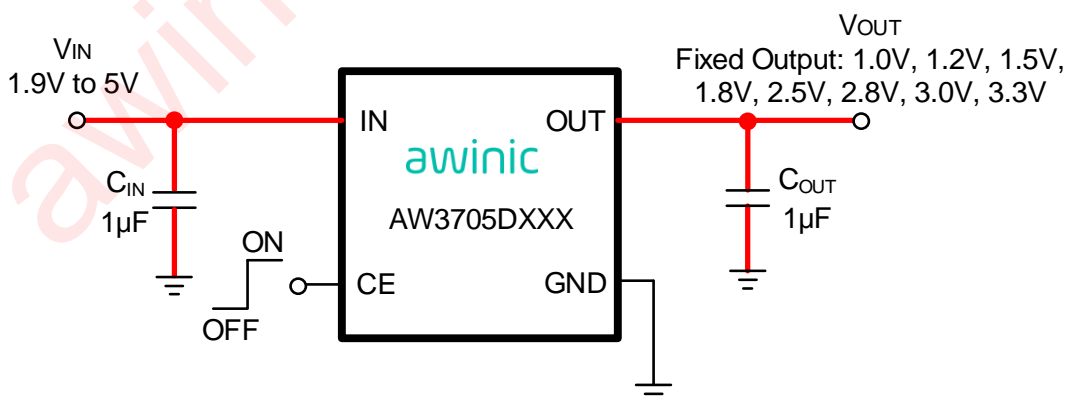 VIN
1.9V to 5V
VOUT
Fixed Output: 1.0V, 1.2V, 1.5V,
1.8V, 2.5V, 2.8V, 3.0V, 3.3V
IN
OUT
awinic
AW3705DXXX
CIN
1µF
COUT
1µF
ON
OFF
CE
GND
awin